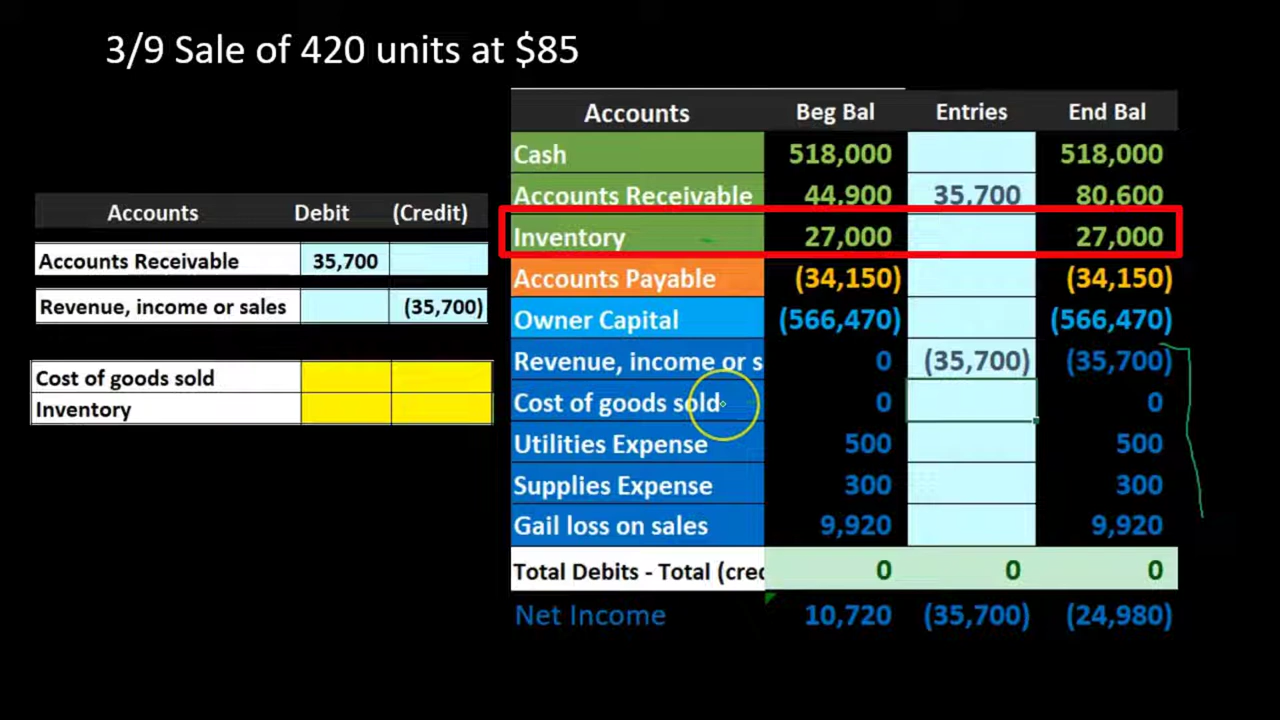 3/9 Sale of 420 units at $85
Accounts Debit (Credit)
Accounts Receivable 35,700
Revenue, income or sales (35,700)
Cost of goods sold
Inventory
Accounts Beg Bal Entries End Bal
Cash 518,000 518,000
Accounts Receivable 44,900 35,700 80,600
Inventory 27,000 27,000
Accounts Payable (34,150) (34,150)
Owner Capital (566,470) (566,470)
Revenue, income or s 0 (35,700) (35,700)
Cost of goods sold 0 0
Utilities Expense 500 500
Supplies Expense 300 300
Gail loss on sales 9,920 9,920
Total Debits - Total (cred 0 0 0
Net Income 10,720 (35,700) (24,980)